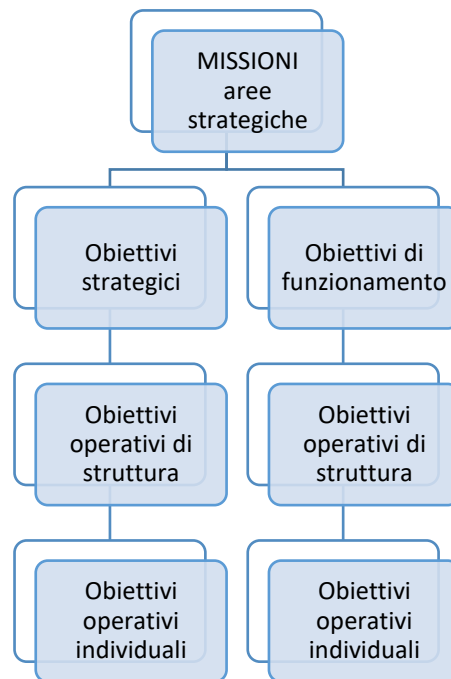 MISSIONI
aree
strategiche
Obiettivi
strategici
Obiettivi di
funzionamento
Obiettivi
operativi di
struttura
Obiettivi
operativi di
struttura
Obiettivi
operativi
individuali
Obiettivi
operativi
individuali